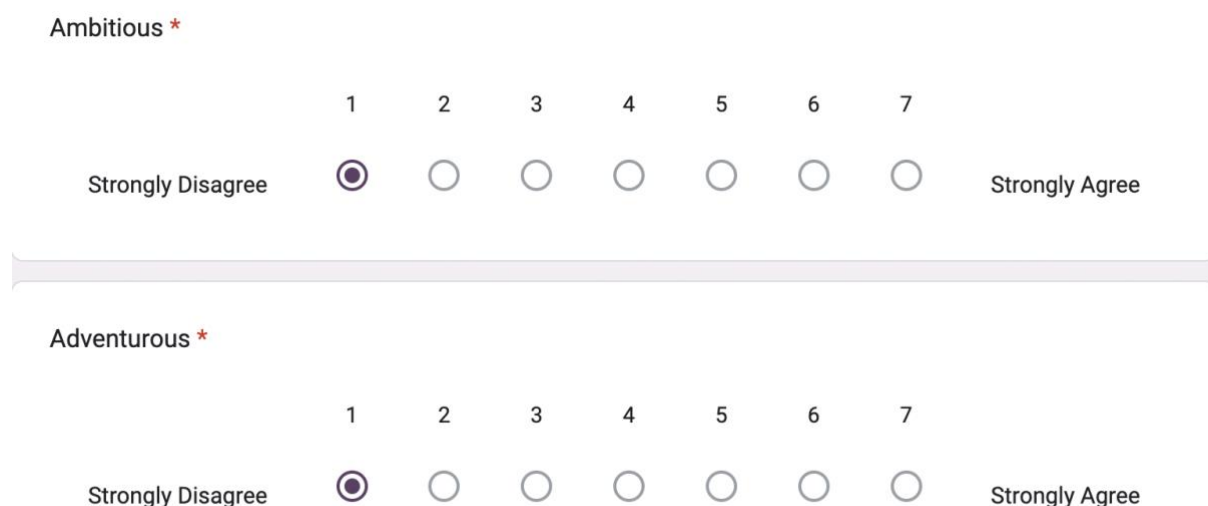 Ambitious *
1 2 3 4 5 6 7
Strongly Disagree Strongly Agree
Adventurous *
1 2 3 4 5 6 7
Strongly Disagree Strongly Agree